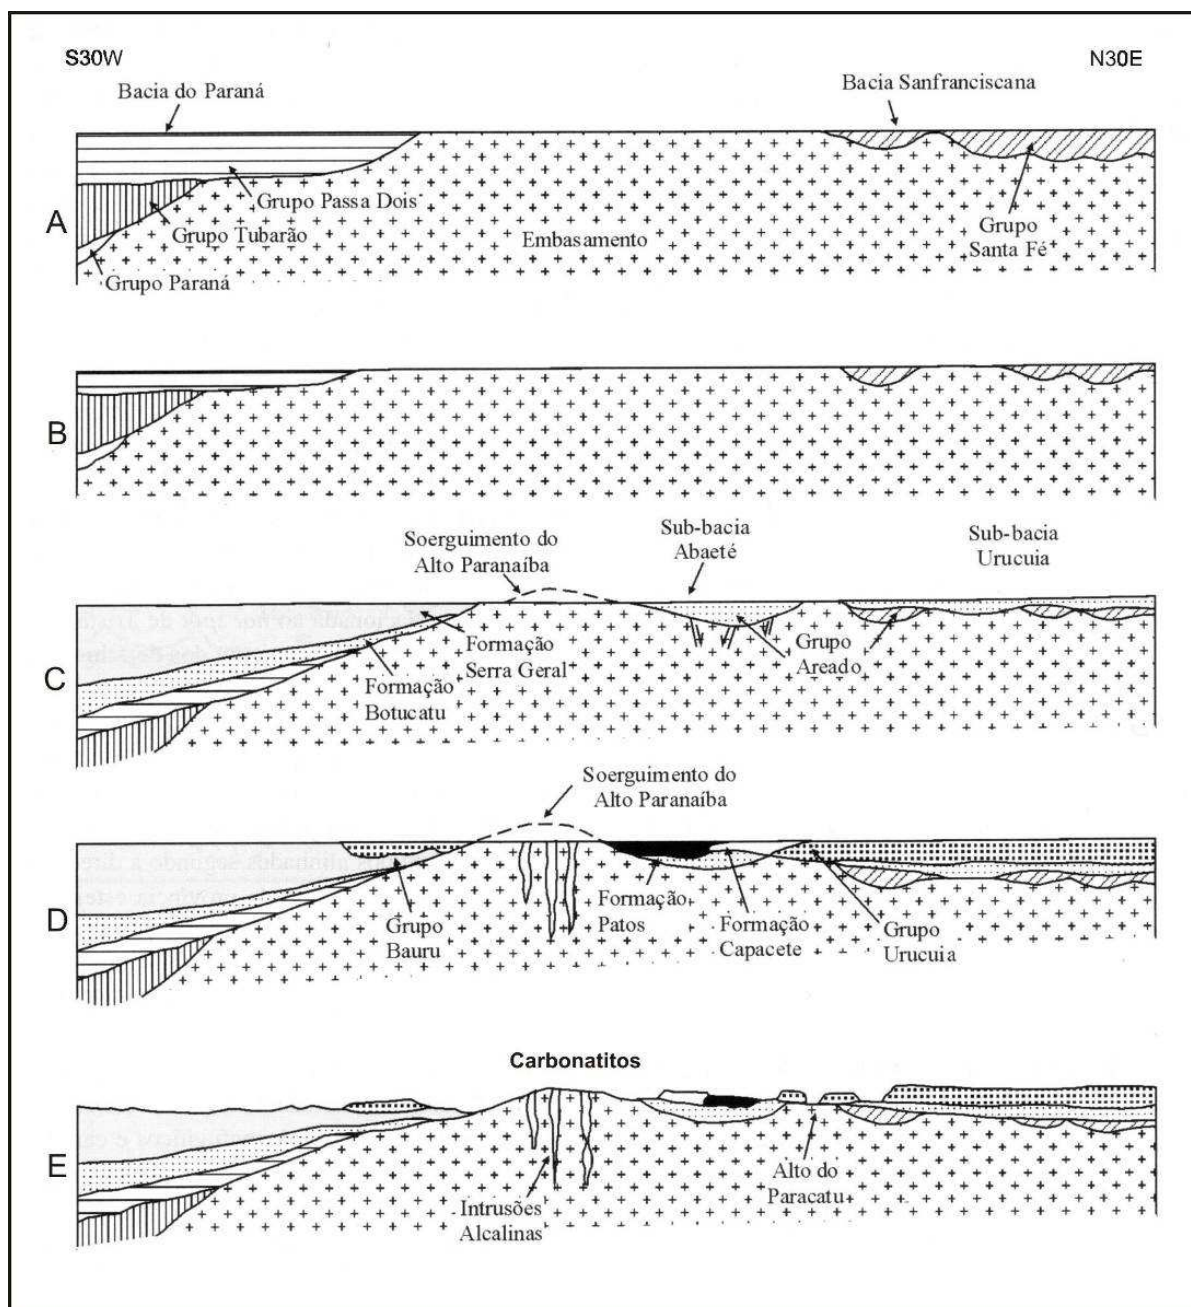 S30W
N30E
Bacia do Paraná
Bacia Sanfranciscana
A
Grupo Passa Dois
Grupo Tubarão
Grupo Paraná
Embasamento
Grupo
Santa Fé
B
Soerguimento do
Alto Paranaíba
Sub-bacia
Abaeté
Sub-bacia
Urucuia
C
Formação
Serra Geral
Formação
Botucatu
Grupo
Areado
Soerguimento do
Alto Paranaíba
D
Grupo
Bauru
Formação
Patos
Formação
Capacete
Grupo
Urucuia
Carbonatitos
E
Intrusões
Alcalinas
Alto do
Paracatu